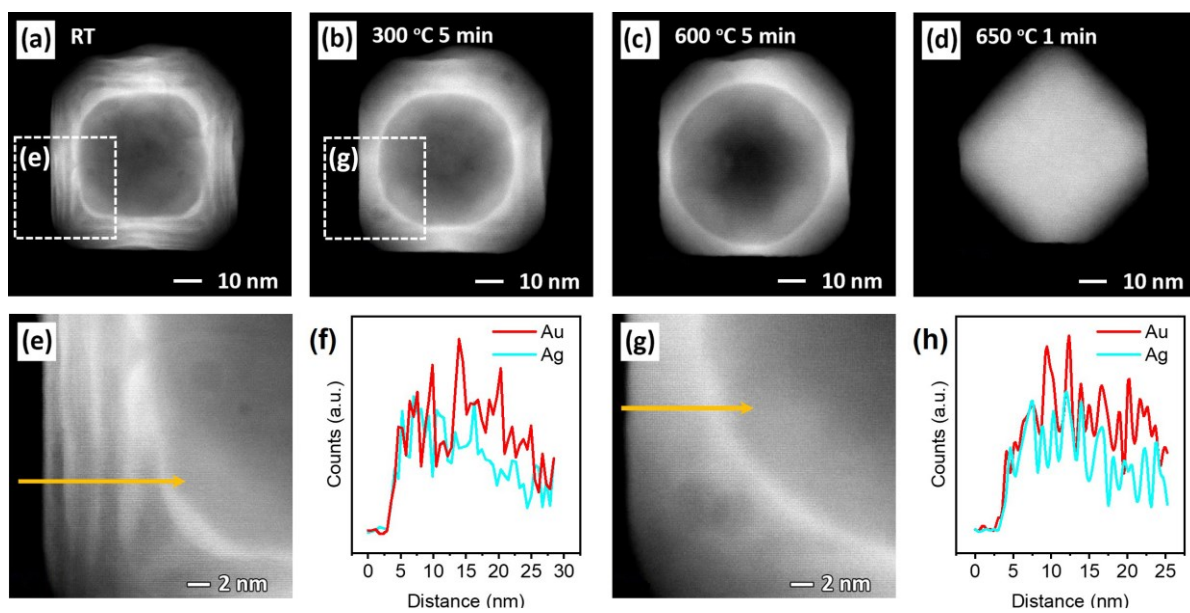 (a) RT
(b) 300 °C 5 min
(c) 600 °C 5 min
(d) 650 °C 1 min
(e)
(g)
10 nm
10 nm
10 nm
10 nm
(e)
2 nm
(f)
Au
Ag
Counts (a.u.)
0 5 10 15 20 25 30
Distance (nm)
(g)
2 nm
(h)
Au
Ag
Counts (a.u.)
0 5 10 15 20 25
Distance (nm)